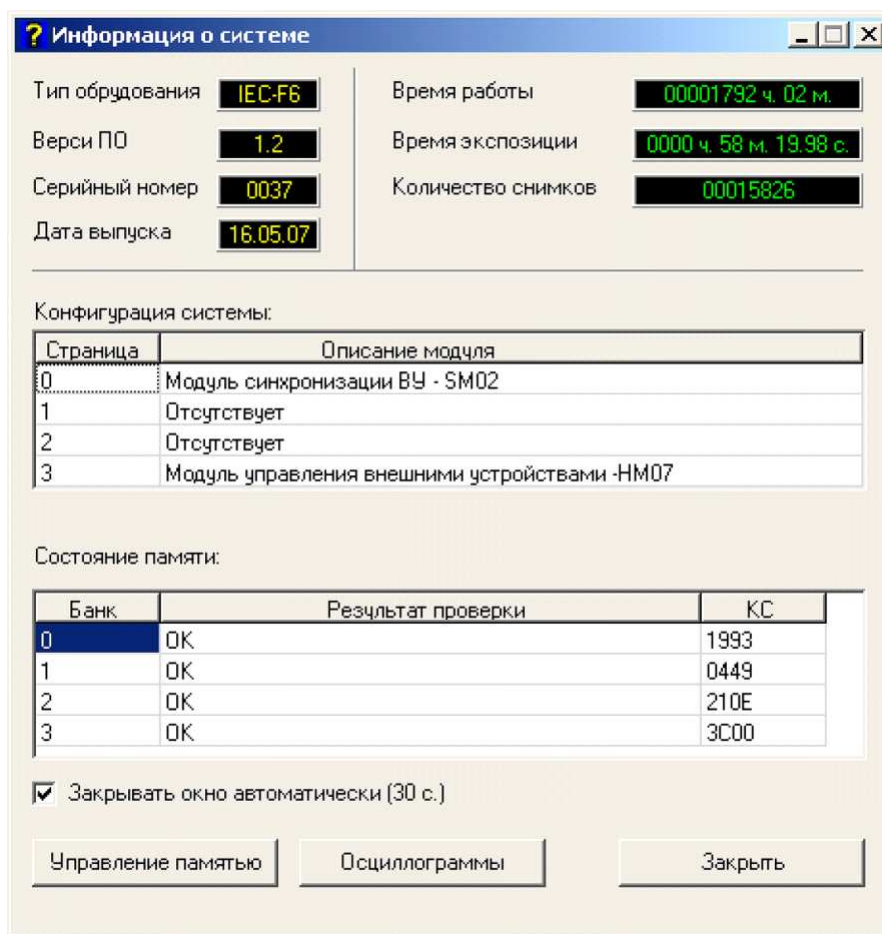 Информация о системе
Тип обрудования IEC-F6
Верси ПО 1.2
Серийный номер 0037
Дата выпуска 16.05.07
Время работы 00001792 ч. 02 м.
Время экспозиции 0000 ч. 58 м. 19.98 с.
Количество снимков 00015826
Конфигурация системы:
Страница Описание модуля
0 Модуль синхронизации ВУ - SM02
1 Отсутствует
2 Отсутствует
3 Модуль управления внешними устройствами -НМ07
Состояние памяти:
Банк Результат проверки КС
0 OK 1993
1 OK 0449
2 OK 210E
3 OK 3C00
Закрывать окно автоматически (30 с.)
Управление памятью Осциллограммы Закрыть